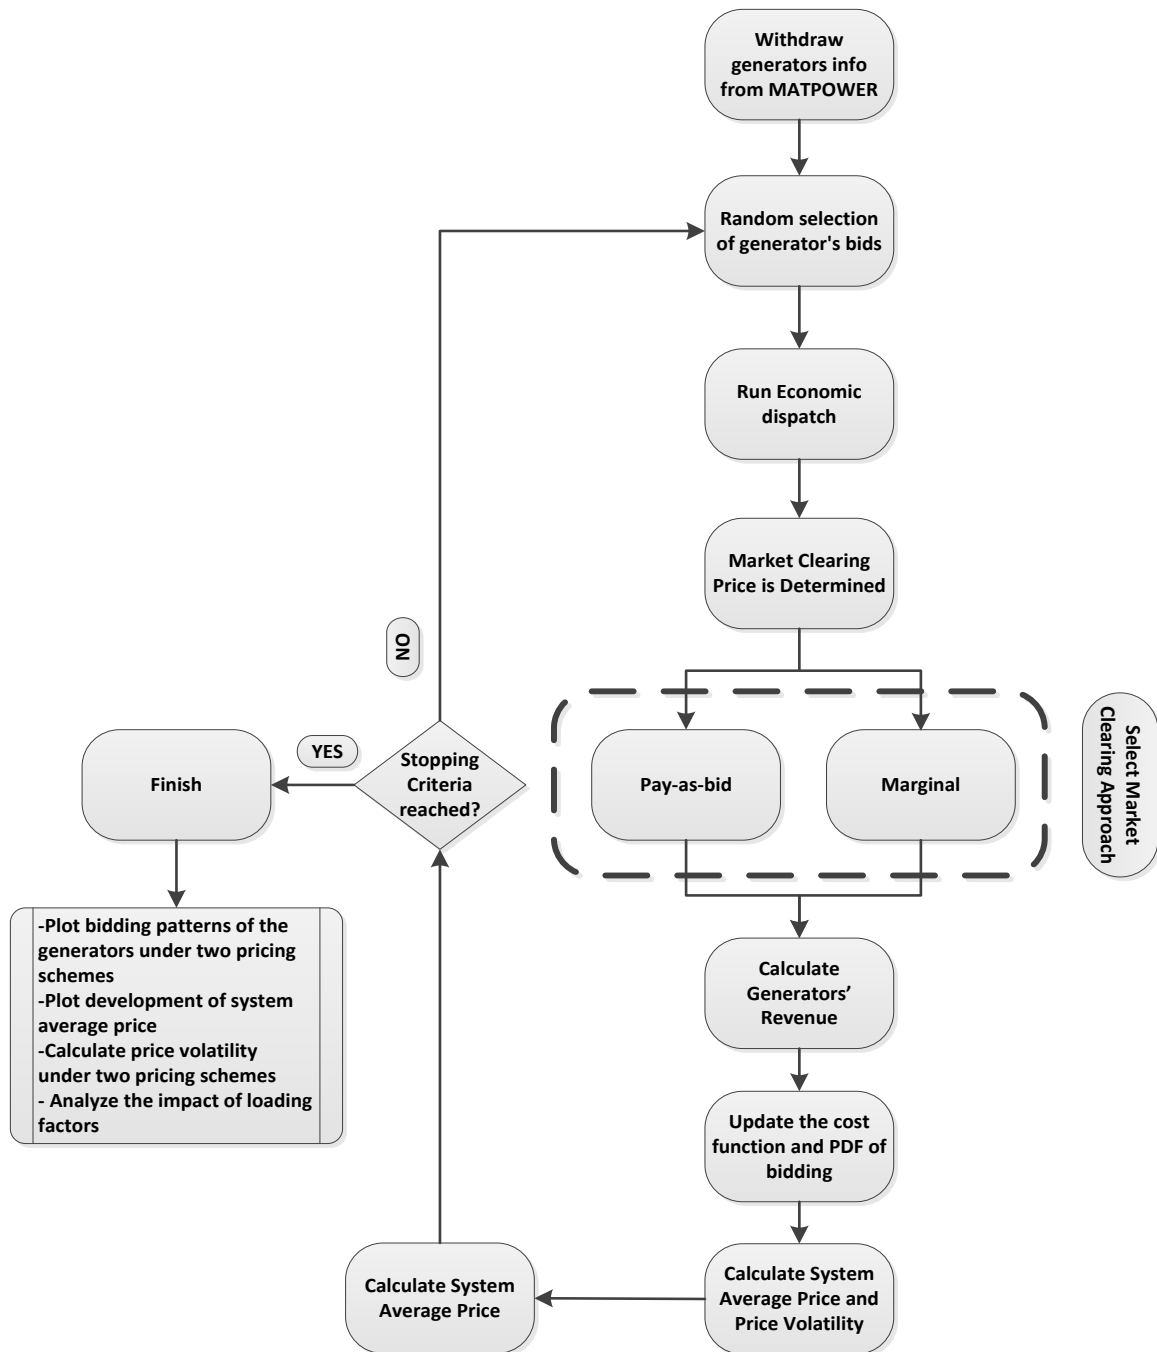 Withdraw
generators info
from MATPOWER
Random selection
of generator's bids
Run Economic
dispatch
Market Clearing
Price is Determined
NO
Select Market
Clearing Approach
YES
Finish
Stopping
Criteria
reached?
Pay-as-bid
Marginal
-Plot bidding patterns of the
generators under two pricing
schemes
-Plot development of system
average price
-Calculate price volatility
under two pricing schemes
- Analyze the impact of loading
factors
Calculate
Generators’
Revenue
Update the cost
function and PDF of
bidding
Calculate System
Average Price and
Price Volatility
Calculate System
Average Price